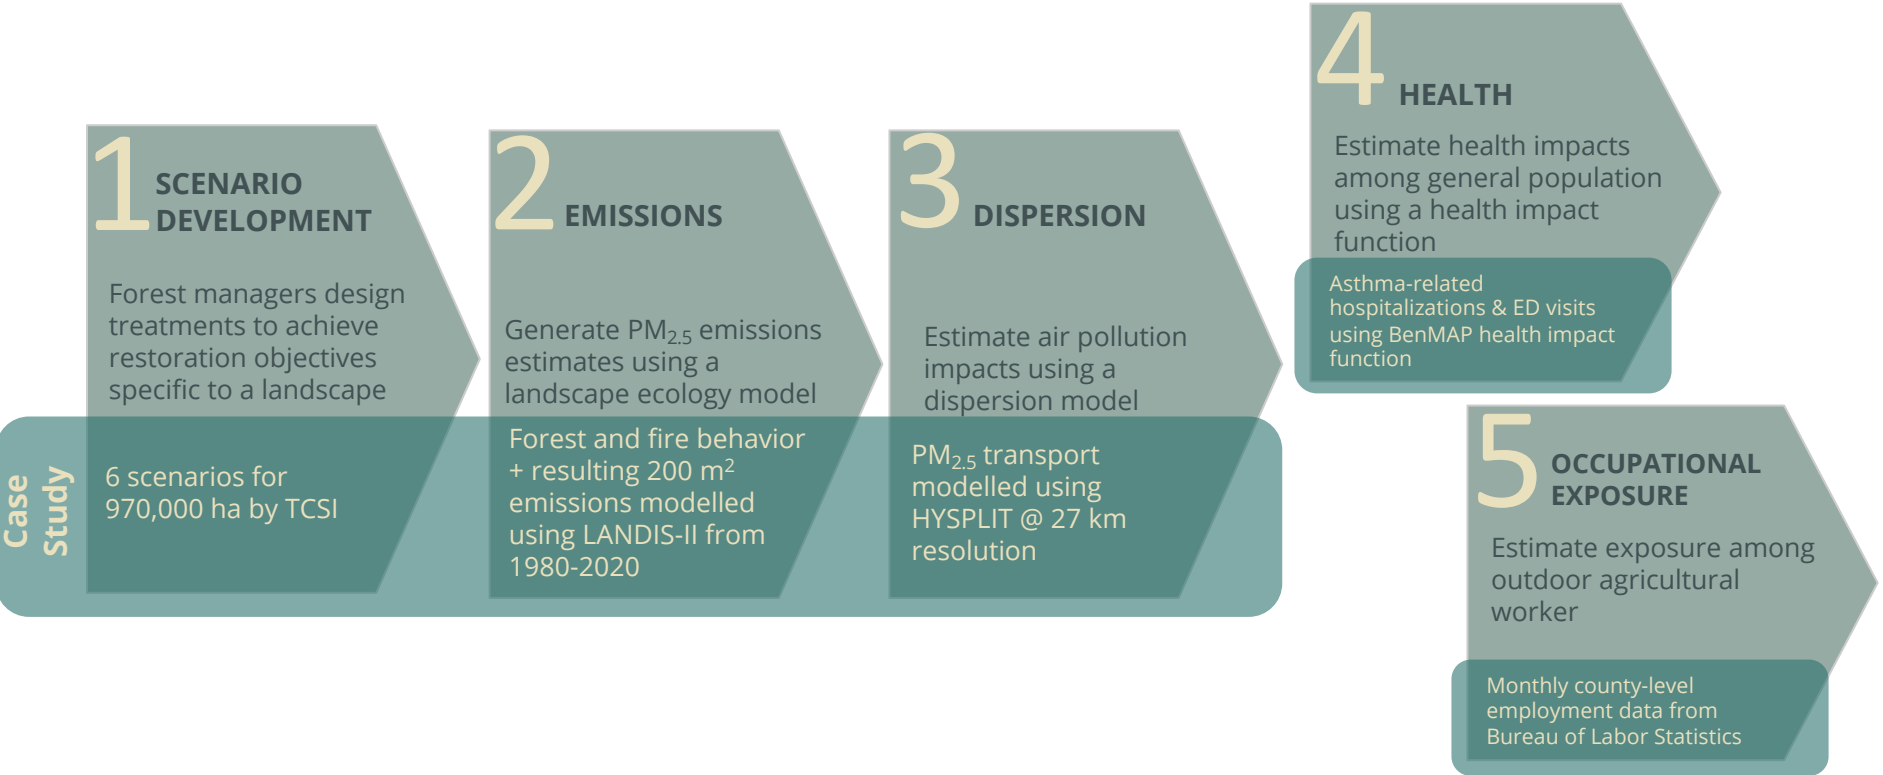 1
SCENARIO
DEVELOPMENT
Forest managers design
treatments to achieve
restoration objectives
specific to a landscape
2
EMISSIONS
Generate PM2.5 emissions
estimates using a
landscape ecology model
3
DISPERSION
Estimate air pollution
impacts using a
dispersion model
Case
Study
6 scenarios for
970,000 ha by TCSI
Forest and fire behavior
+ resulting 200 m²
emissions modelled
using LANDIS-II from
1980-2020
PM2.5 transport
modelled using
HYSPLIT @ 27 km
resolution
4
HEALTH
Estimate health impacts
among general population
using a health impact
function
Asthma-related
hospitalizations & ED visits
using BenMAP health impact
function
5
OCCUPATIONAL
EXPOSURE
Estimate exposure among
outdoor agricultural
worker
Monthly county-level
employment data from
Bureau of Labor Statistics